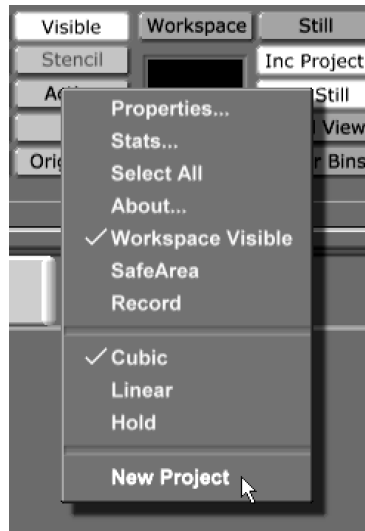 Visible Workspace Still
Stencil Inc Project
Still
View
Bins
Properties...
Stats...
Select All
About...
Workspace Visible
SafeArea
Record
Cubic
Linear
Hold
New Project